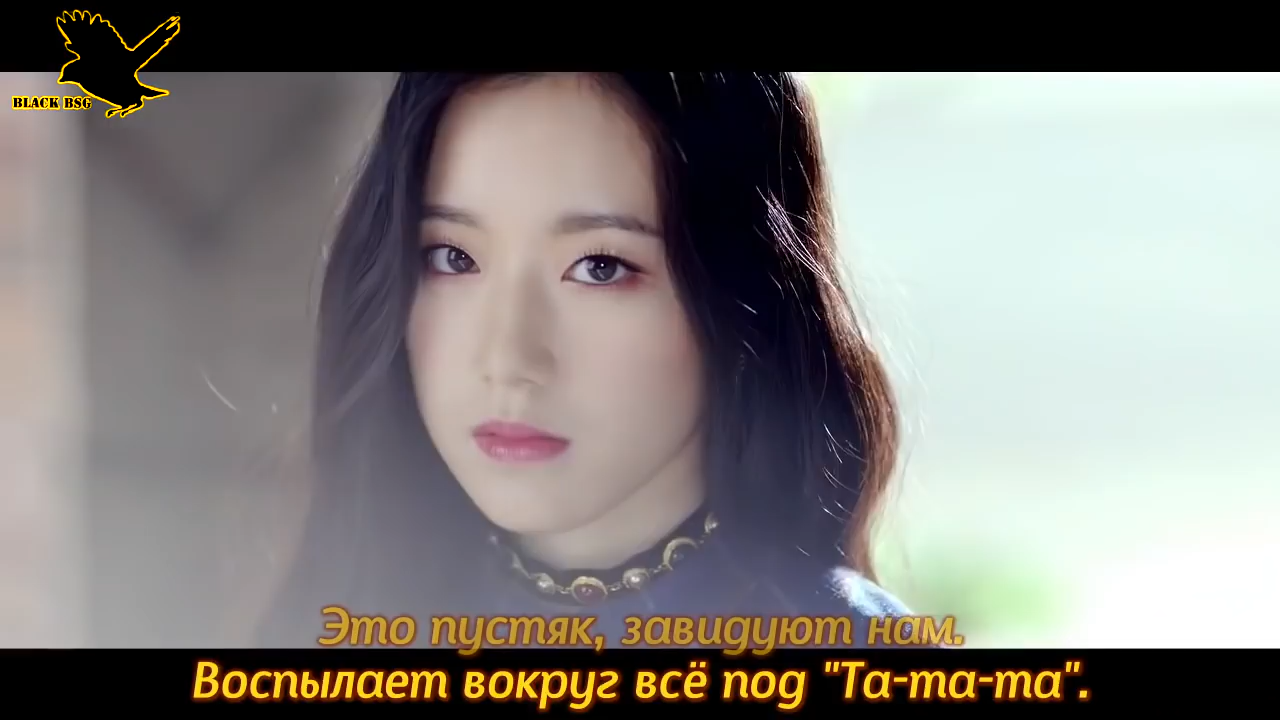 BLACK BSG
Это пустяк, завидуют нам.
Воспылает вокруг всё под "Та-та-та".